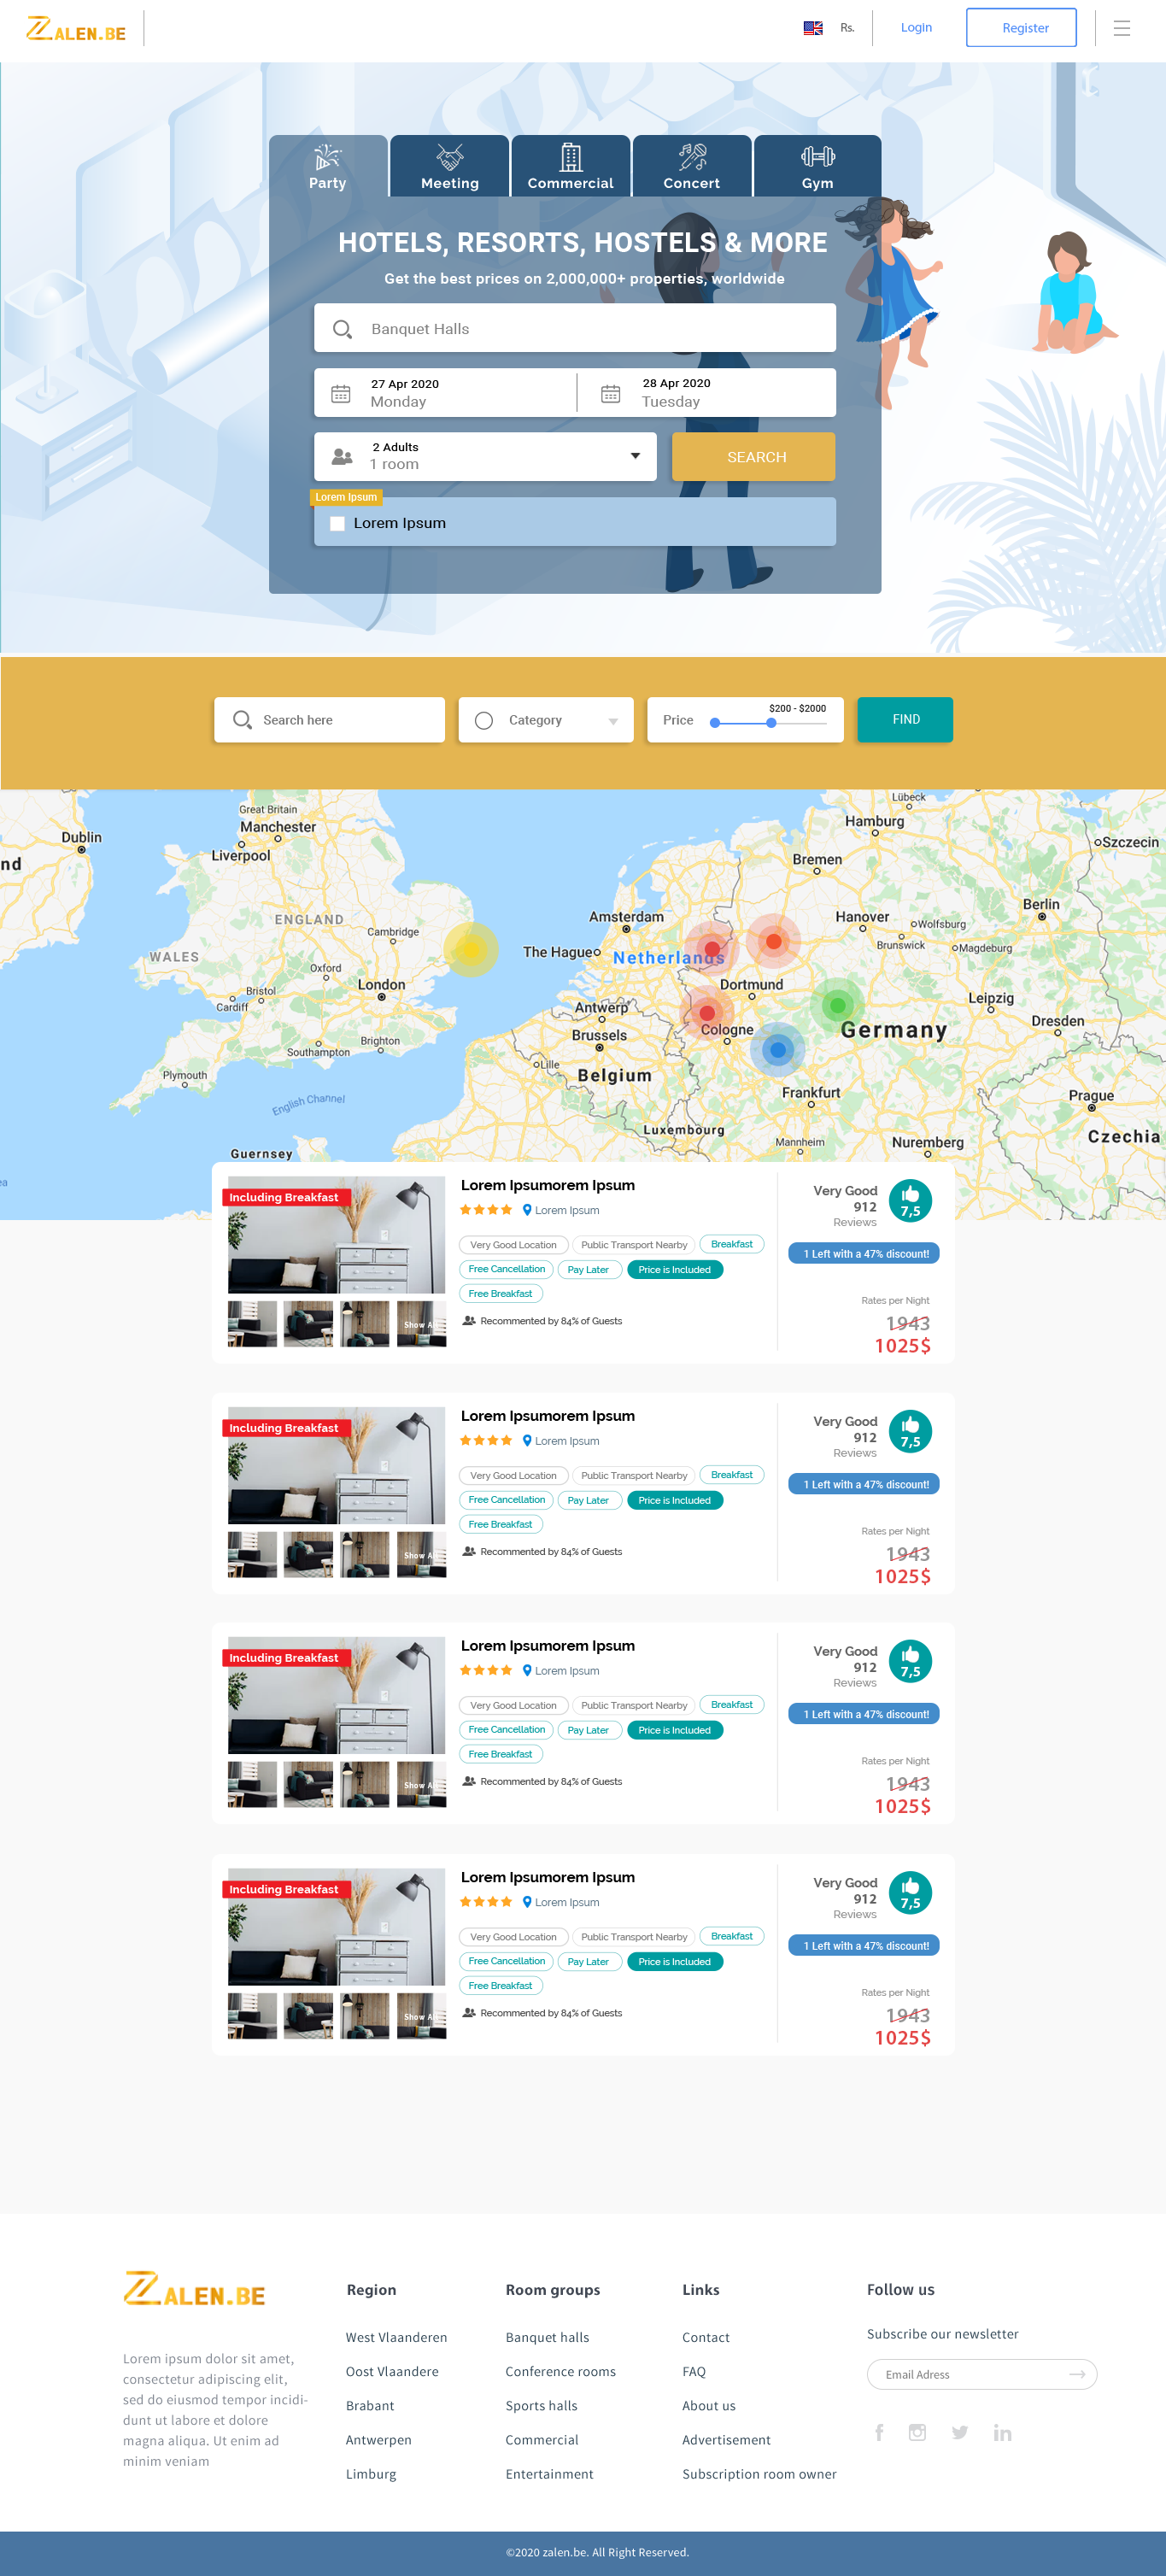 ZALEN.BE
Rs. Login Register
Party Meeting Commercial Concert Gym
HOTELS, RESORTS, HOSTELS & MORE
Get the best prices on 2,000,000+ properties, worldwide
Banquet Halls
27 Apr 2020 28 Apr 2020
Monday Tuesday
2 Adults
1 room
SEARCH
Lorem Ipsum
Lorem Ipsum
Search here Category Price $200 - $2000 FIND
Lübeck
Great Britain
Hamburg
Manchester
Dublin
Szczecin
Liverpool
Bremen
nd
Berlin
Amsterdam Hanover
ENGLAND
Wolfsburg
Cambridge
Brunswick Magdeburg
The Hague
WALES
Netherlands
Oxford
London Dortmund
Bristol
Leipzig
Cardiff Antwerp
Dresden
Cologne Germany
Brussels
Brighton
Southampton
Lille
Belgium
Plymouth
Frankfurt
Prague
English Channel
Luxembourg
Czechia
Mannheim Nuremberg
Guernsey
ea
Including Breakfast
Show A
Lorem Ipsumorem Ipsum
Lorem Ipsum
Very Good Location Public Transport Nearby Breakfast
Free Cancellation Pay Later Price is Included
Free Breakfast
Recommented by 84% of Guests
Very Good
912
Reviews
7,5
1 Left with a 47% discount!
Rates per Night
1943
1025$
Including Breakfast
Show A
Lorem Ipsumorem Ipsum
Lorem Ipsum
Very Good Location Public Transport Nearby Breakfast
Free Cancellation Pay Later Price is Included
Free Breakfast
Recommented by 84% of Guests
Very Good
912
Reviews
7,5
1 Left with a 47% discount!
Rates per Night
1943
1025$
Including Breakfast
Show A
Lorem Ipsumorem Ipsum
Lorem Ipsum
Very Good Location Public Transport Nearby Breakfast
Free Cancellation Pay Later Price is Included
Free Breakfast
Recommented by 84% of Guests
Very Good
912
Reviews
7,5
1 Left with a 47% discount!
Rates per Night
1943
1025$
Including Breakfast
Show A
Lorem Ipsumorem Ipsum
Lorem Ipsum
Very Good Location Public Transport Nearby Breakfast
Free Cancellation Pay Later Price is Included
Free Breakfast
Recommented by 84% of Guests
Very Good
912
Reviews
7,5
1 Left with a 47% discount!
Rates per Night
1943
1025$
ZALEN.BE
Lorem ipsum dolor sit amet,
consectetur adipiscing elit,
sed do eiusmod tempor incidi-
dunt ut labore et dolore
magna aliqua. Ut enim ad
minim veniam
Region
West Vlaanderen
Oost Vlaandere
Brabant
Antwerpen
Limburg
Room groups
Banquet halls
Conference rooms
Sports halls
Commercial
Entertainment
Links
Contact
FAQ
About us
Advertisement
Subscription room owner
Follow us
Subscribe our newsletter
Email Adress
©2020 zalen.be. All Right Reserved.